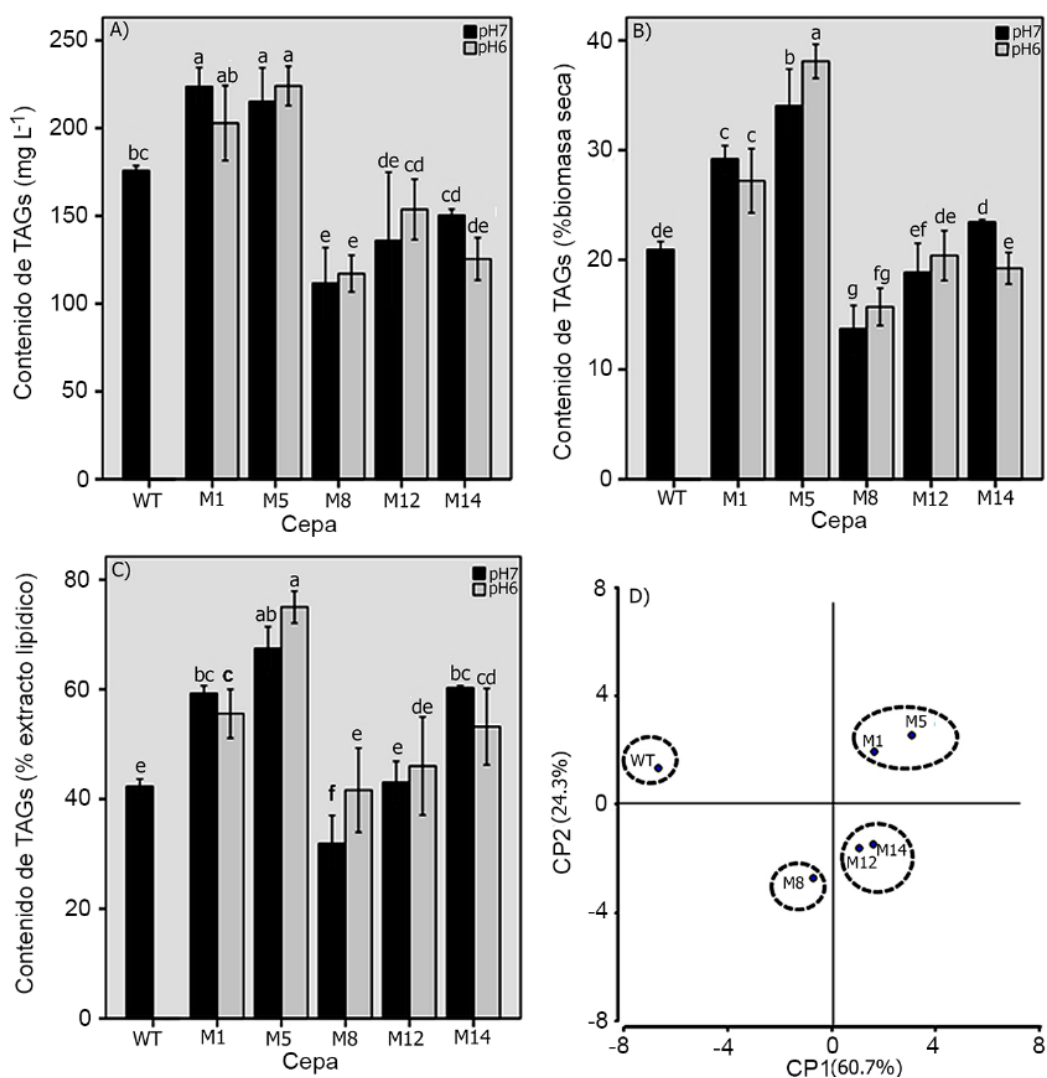 A)
pH7
pH6
Contenido de TAGs (mg L-1)
250
200
150
100
50
0
bc
a
ab
a
a
e
e
de
cd
cd
de
WT
M1
M5
M8
M12
M14
Cepa
B)
pH7
pH6
Contenido de TAGs (%biomasa seca)
40
30
20
10
0
de
c
c
b
a
g
fg
ef
de
d
e
WT
M1
M5
M8
M12
M14
Cepa
C)
pH7
pH6
Contenido de TAGs (% extracto lipídico)
80
60
40
20
0
e
bc
c
ab
a
f
e
e
de
bc
cd
WT
M1
M5
M8
M12
M14
Cepa
D)
CP2 (24.3%)
8
4
0
-4
-8
WT
M1
M5
M8
M12
M14
-8
-4
0
4
8
CP1(60.7%)